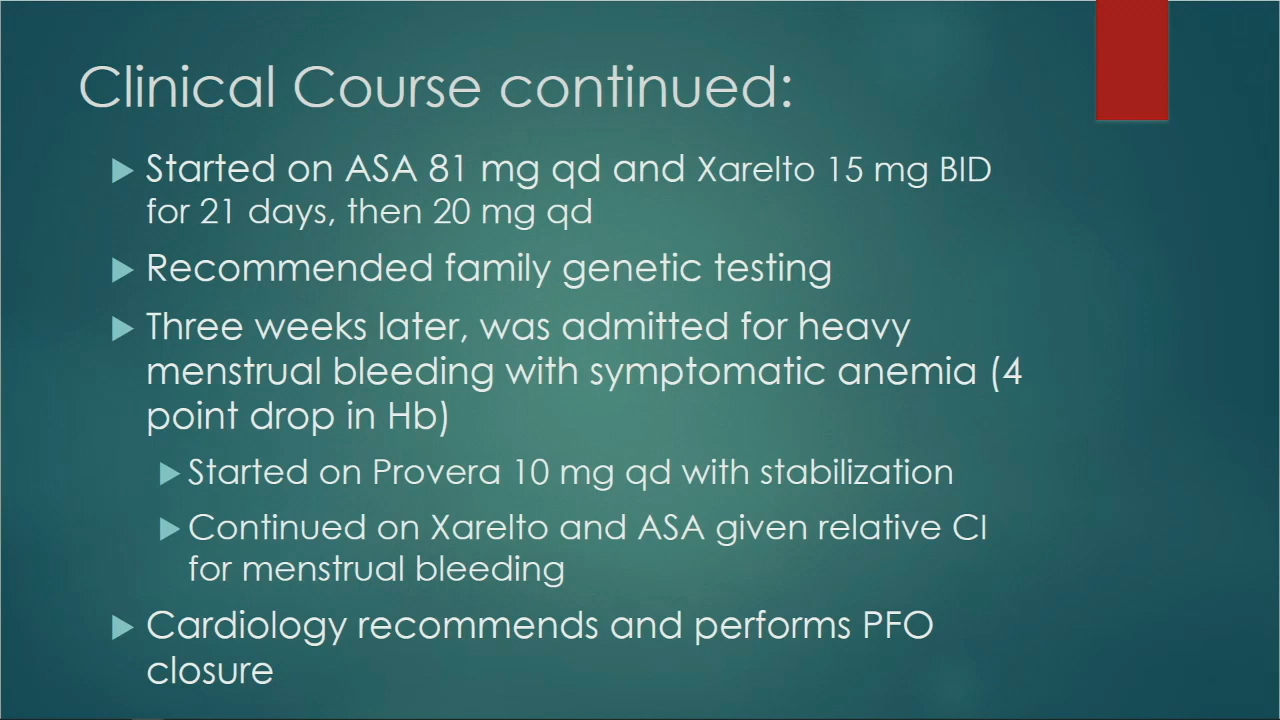 Clinical Course continued:
Started on ASA 81 mg qd and Xarelto 15 mg BID
for 21 days, then 20 mg qd
Recommended family genetic testing
Three weeks later, was admitted for heavy
menstrual bleeding with symptomatic anemia (4
point drop in Hb)
Started on Provera 10 mg qd with stabilization
Continued on Xarelto and ASA given relative CI
for menstrual bleeding
Cardiology recommends and performs PFO
closure